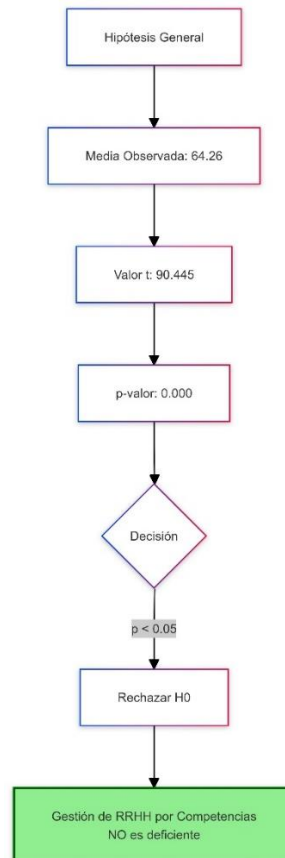 Hipótesis General
Media Observada: 64.26
Valor t: 90.445
p-valor: 0.000
Decisión
p < 0.05
Rechazar H0
Gestión de RRHH por Competencias
NO es deficiente